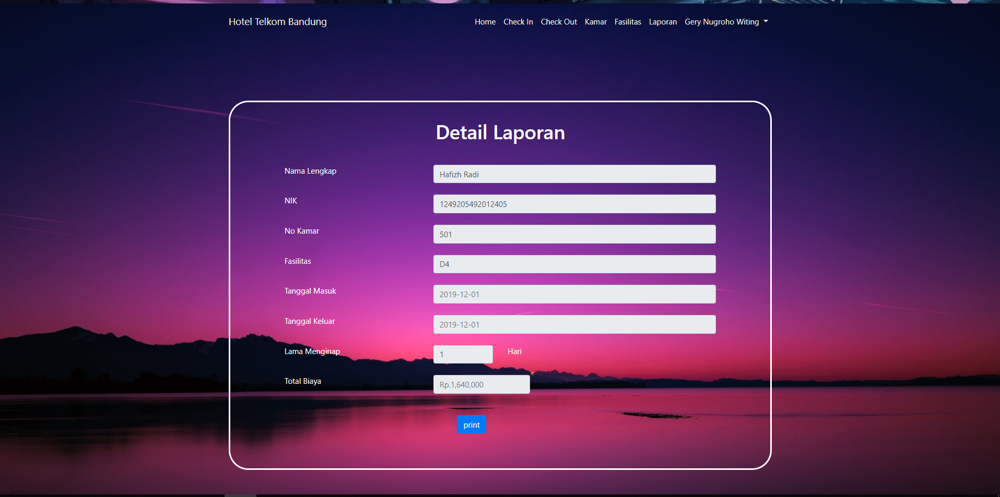 Hotel Telkom Bandung
Home Check In Check Out Kamar Fasilitas Laporan Gery Nugroho Witing
Detail Laporan
Nama Lengkap Hafizh Radi
NIK 1249205492012405
No Kamar 501
Fasilitas D4
Tanggal Masuk 2019-12-01
Tanggal Keluar 2019-12-01
Lama Menginap 1 Hari
Total Biaya Rp.1,640,000
print